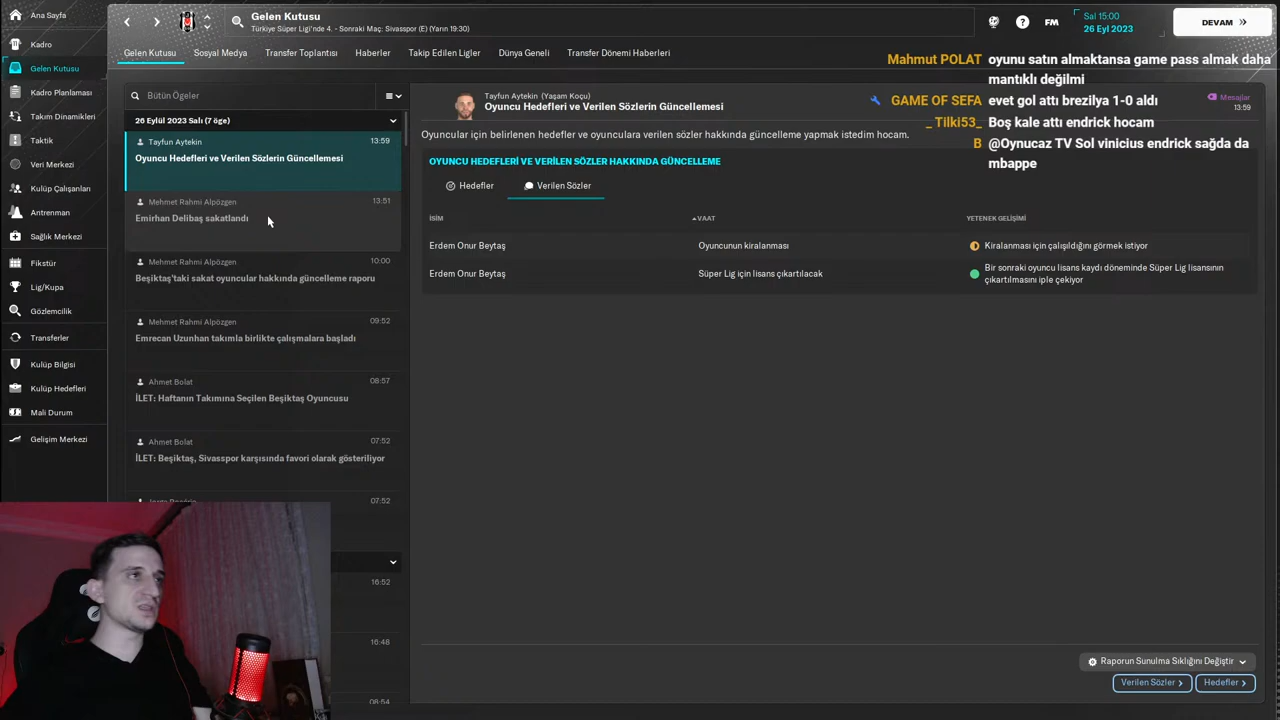 Ana Sayfa
Kadro
Gelen Kutusu
Kadro Planlaması
Takım Dinamikleri
Taktik
Veri Merkezi
Kulüp Çalışanları
Antrenman
Sağlık Merkezi
Fikstür
Lig/Kupa
Gözlemcilik
Transferler
Kulüp Bilgisi
Kulüp Hedefleri
Mali Durum
Gelişim Merkezi
Gelen Kutusu
Türkiye Süper Ligi'nde 4. - Sonraki Maç: Sivasspor (E) (Yarın 19:30)
FM
Sal 15:00
26 Eyl 2023
DEVAM
Gelen Kutusu
Sosyal Medya
Transfer Toplantısı
Haberler
Takip Edilen Ligler
Dünya Geneli
Transfer Dönemi Haberleri
Mahmut POLAT oyunu satın almaktansa game pass almak daha
mantıklı değilmi
GAME OF SEFA evet gol attı brezilya 1-0 aldı
_ Tilki53_ Boş kale attı endrick hocam
B @Oynucaz TV Sol vinicius endrick sağda da
mbappe
Bütün Ögeler
26 Eylül 2023 Salı (7 öge)
Tayfun Aytekin 13:59
Oyuncu Hedefleri ve Verilen Sözlerin Güncellemesi
Mehmet Rahmi Alpözgen 13:51
Emirhan Delibaş sakatlandı
Mehmet Rahmi Alpözgen 10:00
Beşiktaş'taki sakat oyuncular hakkında güncelleme raporu
Mehmet Rahmi Alpözgen 09:52
Emrecan Uzunhan takımla birlikte çalışmalara başladı
Ahmet Bolat 08:57
İLET: Haftanın Takımına Seçilen Beşiktaş Oyuncusu
Ahmet Bolat 07:52
İLET: Beşiktaş, Sivasspor karşısında favori olarak gösteriliyor
07:52
16:52
16:48
08:54
Tayfun Aytekin (Yaşam Koçu)
Oyuncu Hedefleri ve Verilen Sözlerin Güncellemesi
Mesajlar
13:59
Oyuncular için belirlenen hedefler ve oyunculara verilen sözler hakkında güncelleme yapmak istedim hocam.
OYUNCU HEDEFLERİ VE VERİLEN SÖZLER HAKKINDA GÜNCELLEME
Hedefler
Verilen Sözler
İSİM
VAAT
YETENEK GELİŞİMİ
Erdem Onur Beytaş
Oyuncunun kiralanması
Kiralanması için çalışıldığını görmek istiyor
Erdem Onur Beytaş
Süper Lig için lisans çıkartılacak
Bir sonraki oyuncu lisans kaydı döneminde Süper Lig lisansının
çıkartılmasını iple çekiyor
Raporun Sunulma Sıklığını Değiştir
Verilen Sözler
Hedefler